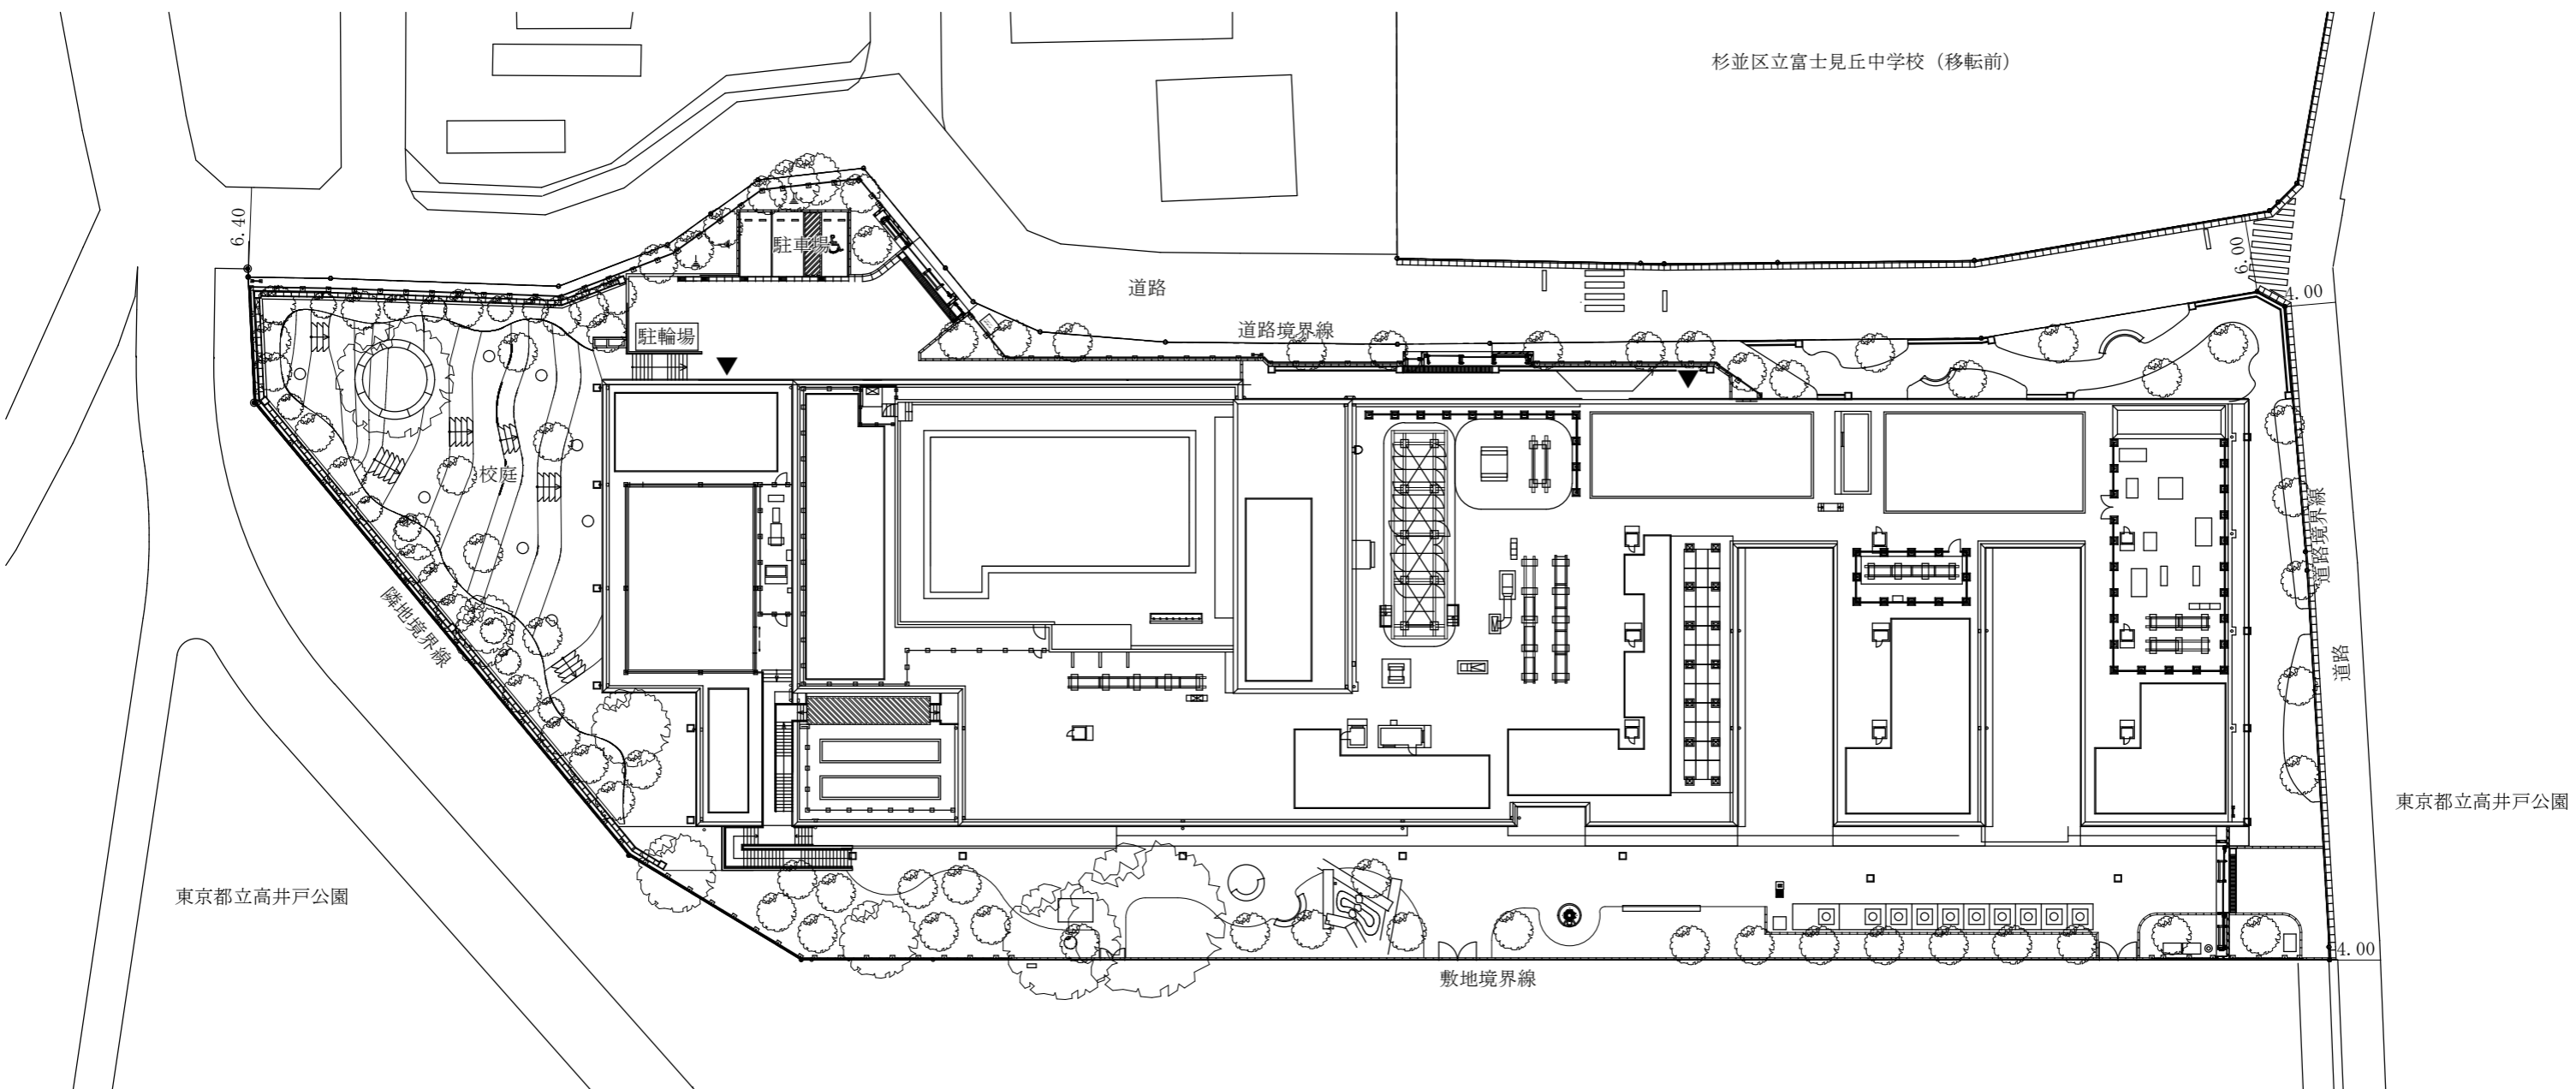 杉並区立富士見丘中学校（移転前）
6.40
駐車場
6.00
道路
4.00
道路境界線
駐輪場
校庭
道路境界線
隣地境界線
道路
東京都立高井戸公園
東京都立高井戸公園
4.00
敷地境界線